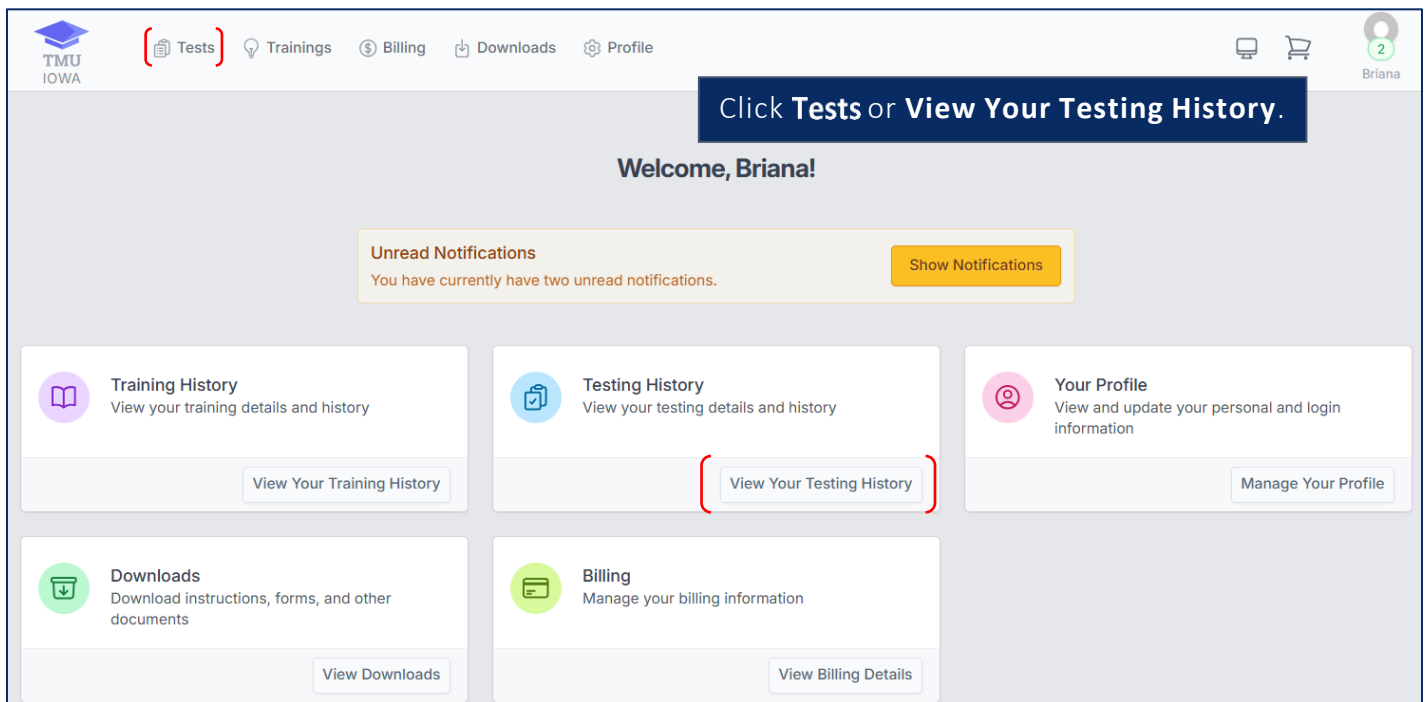 TMU
IOWA
Tests
Trainings
Billing
Downloads
Profile
2
Briana
Click Tests or View Your Testing History.
Welcome, Briana!
Unread Notifications
You have currently have two unread notifications.
Show Notifications
Training History
View your training details and history
View Your Training History
Testing History
View your testing details and history
View Your Testing History
Your Profile
View and update your personal and login
information
Manage Your Profile
Downloads
Download instructions, forms, and other
documents
View Downloads
Billing
Manage your billing information
View Billing Details